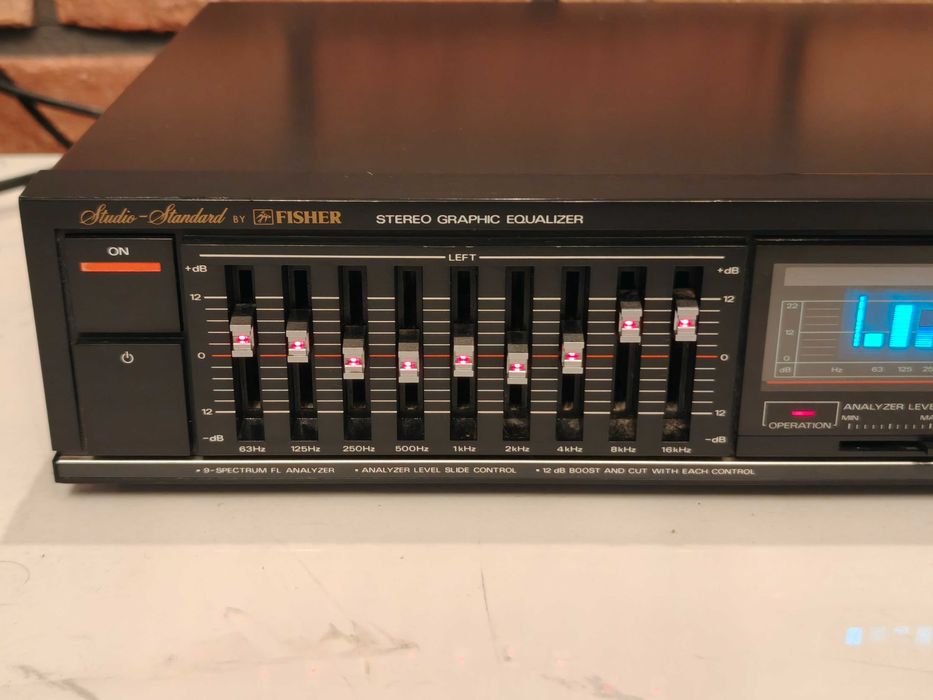 Studio-Standard BY FISHER STEREO GRAPHIC EQUALIZER
ON
LEFT
+dB +dB
12 12
0 0
12 12
-dB -dB
63Hz 125Hz 250Hz 500Hz 1kHz 2kHz 4kHz 8kHz 16kHz
22
12
0
dB Hz 63 125
OPERATION
ANALYZER
MIN
• 9-SPECTRUM FL ANALYZER • ANALYZER LEVEL SLIDE CONTROL • 12 dB BOOST AND CUT WITH EACH CONTROL